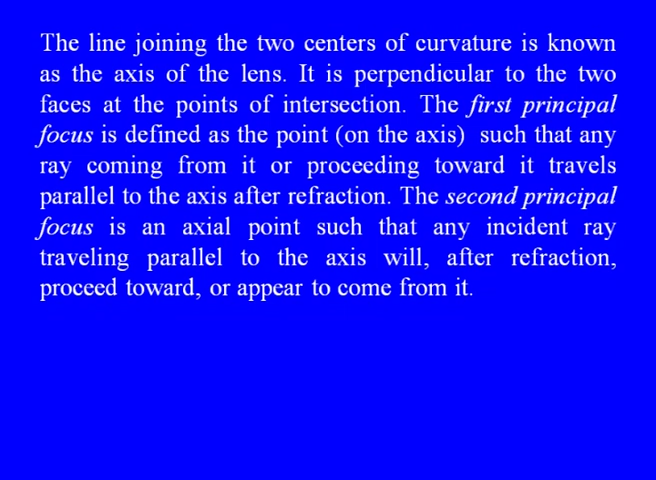 The line joining the two centers of curvature is known
as the axis of the lens. It is perpendicular to the two
faces at the points of intersection. The first principal
focus is defined as the point (on the axis) such that any
ray coming from it or proceeding toward it travels
parallel to the axis after refraction. The second principal
focus is an axial point such that any incident ray
traveling parallel to the axis will, after refraction,
proceed toward, or appear to come from it.